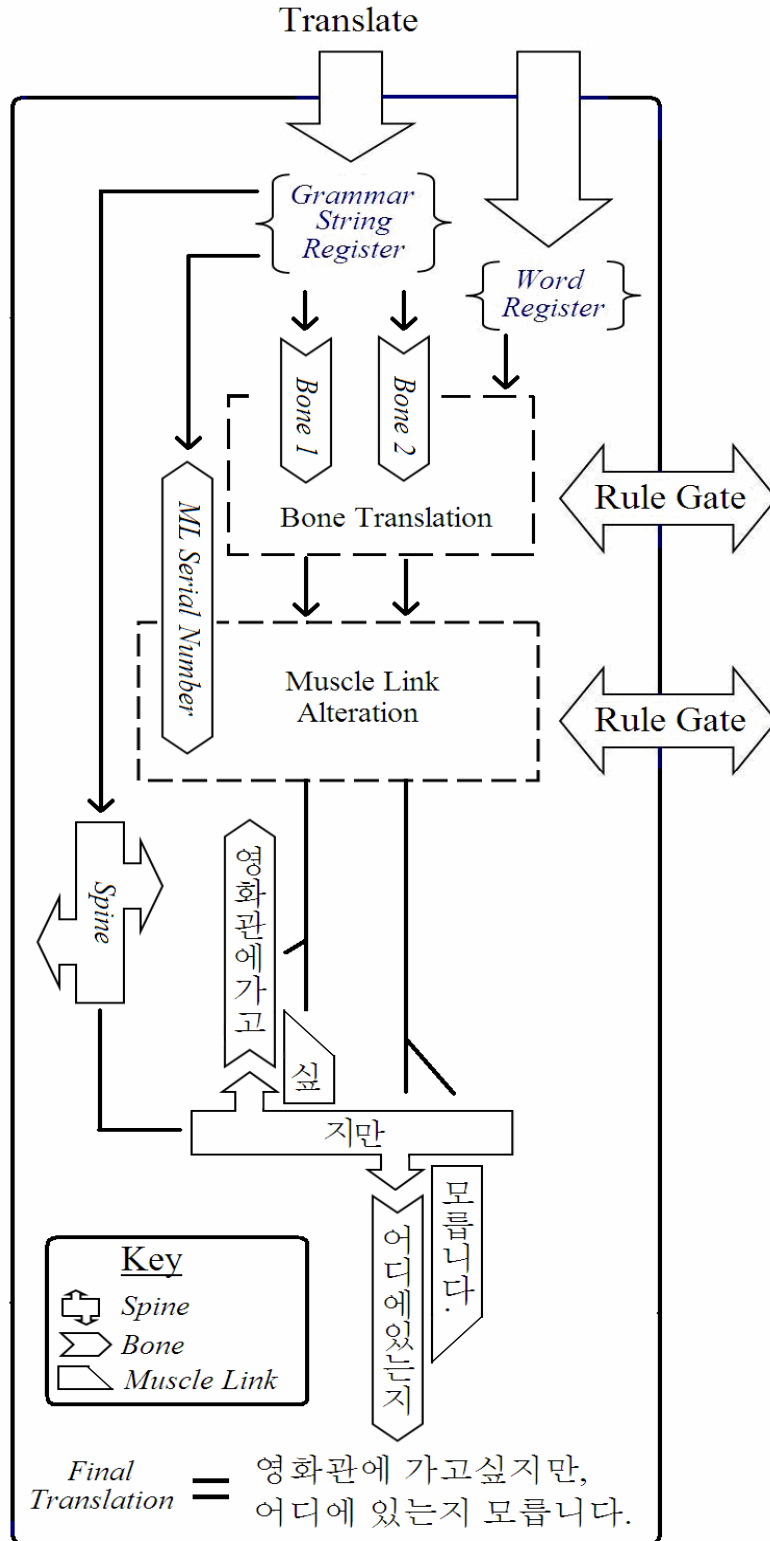 Translate
Grammar
String
Register
Word
Register
Bone 1
Bone 2
Bone Translation
Rule Gate
ML Serial Number
Muscle Link
Alteration
Rule Gate
Spine
영화관에가고
싶
지만
어디에있는지
모릅니다.
Key
Spine
Bone
Muscle Link
Final
Translation
=
영화관에 가고싶지만,
어디에 있는지 모릅니다.